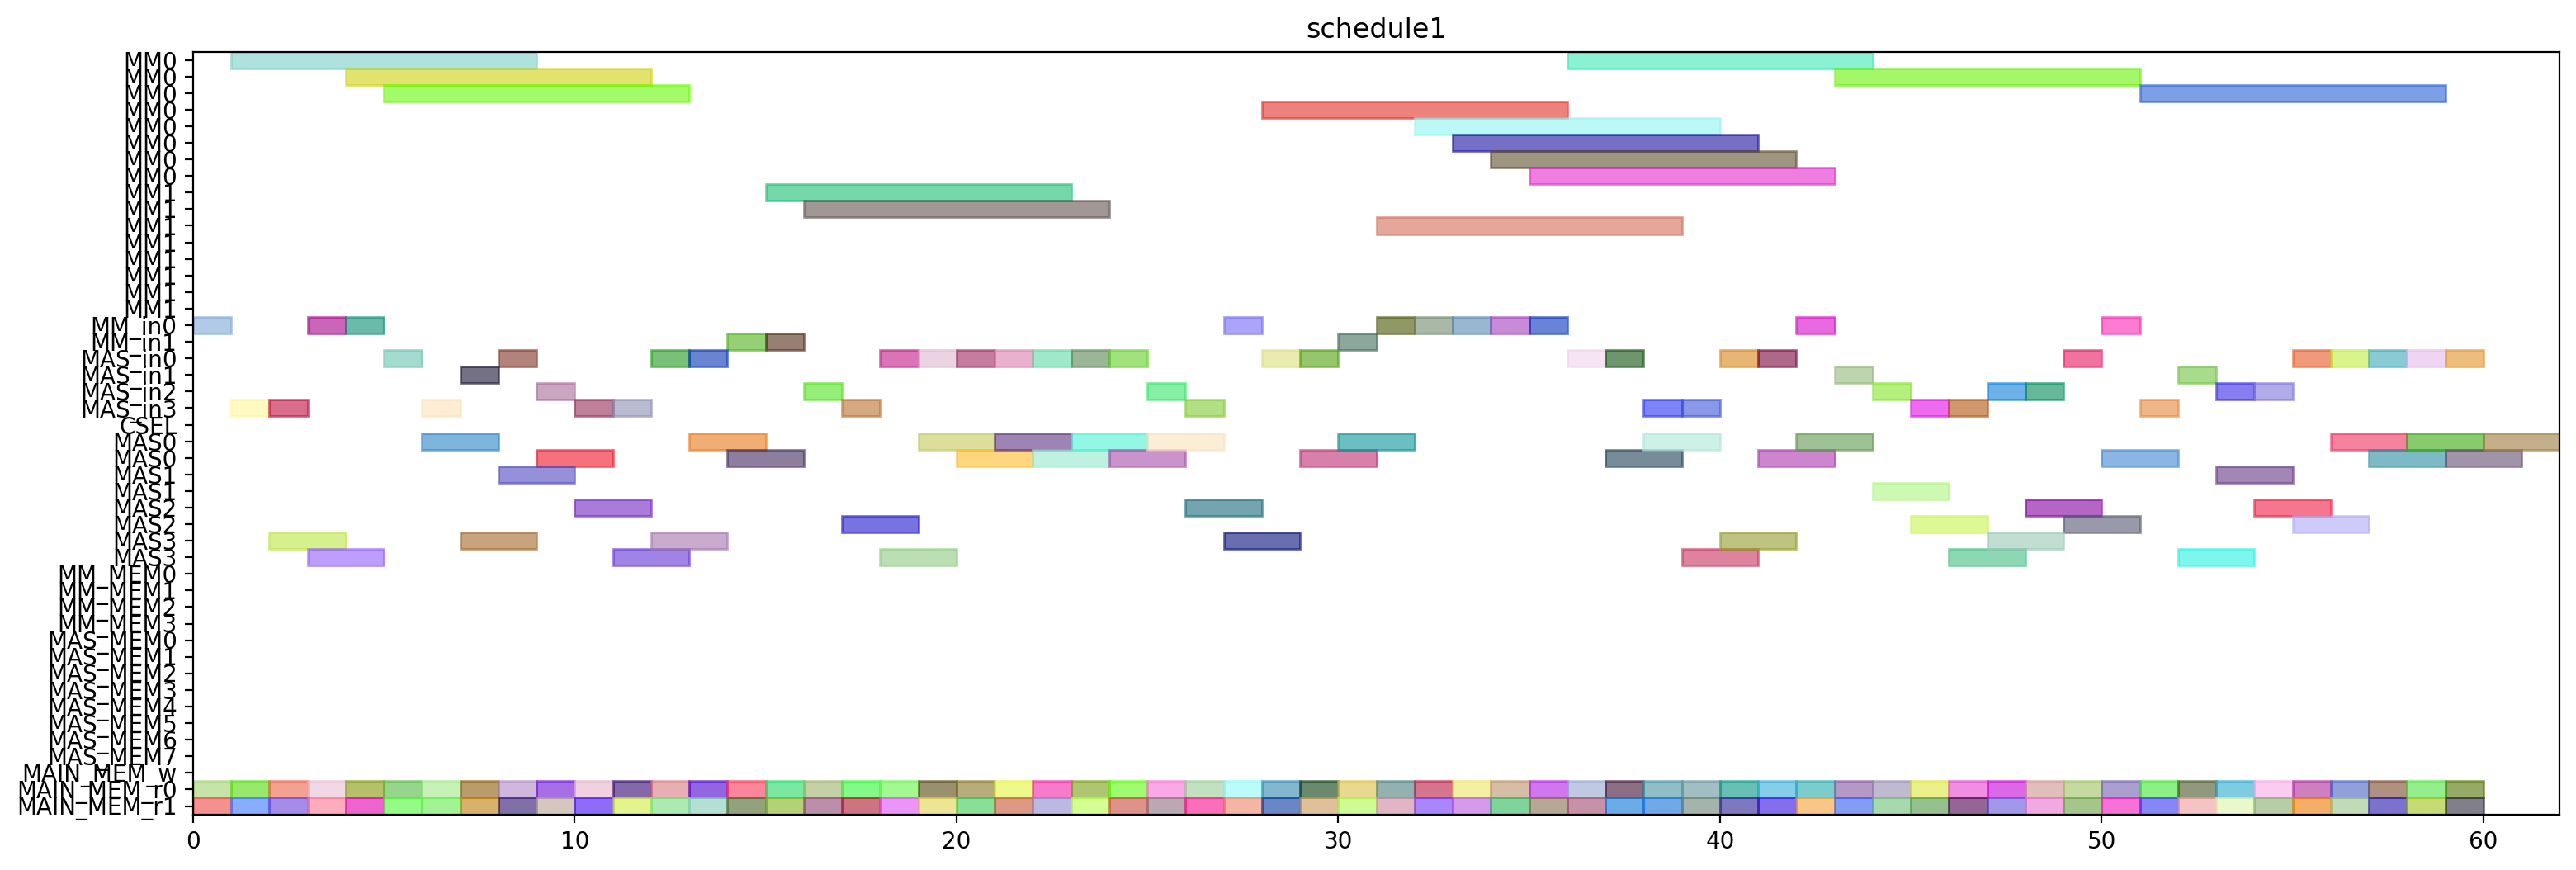 schedule1
MM0
MM0
MM0
MM0
MM0
MM0
MM0
MM0
MM1
MM1
MM1
MM1
MM1
MM1
MM1
MM1
MM_in0
MM_in1
MAS_in0
MAS_in1
MAS_in2
MAS_in3
CSEL
MAS0
MAS0
MAS1
MAS1
MAS2
MAS2
MAS3
MAS3
MM_MEM0
MM_MEM1
MM_MEM2
MM_MEM3
MAS_MEM0
MAS_MEM1
MAS_MEM2
MAS_MEM3
MAS_MEM4
MAS_MEM5
MAS_MEM6
MAS_MEM7
MAIN_MEM_w
MAIN_MEM_r0
MAIN_MEM_r1
0 10 20 30 40 50 60